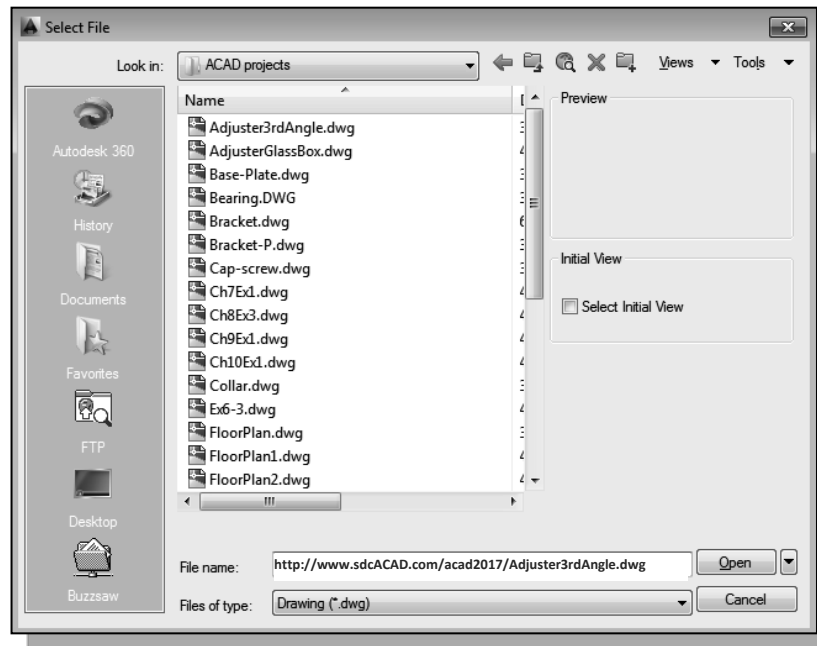 Select File
Look in: ACAD projects Views Tools
Autodesk 360
History
Documents
Favorites
FTP
Desktop
Buzzsaw
Name
Adjuster3rdAngle.dwg
AdjusterGlassBox.dwg
Base-Plate.dwg
Bearing.DWG
Bracket.dwg
Bracket-P.dwg
Cap-screw.dwg
Ch7Ex1.dwg
Ch8Ex3.dwg
Ch9Ex1.dwg
Ch10Ex1.dwg
Collar.dwg
Ex6-3.dwg
FloorPlan.dwg
FloorPlan1.dwg
FloorPlan2.dwg
Preview
Initial View
Select Initial View
File name: http://www.sdcACAD.com/acad2017/Adjuster3rdAngle.dwg Open
Files of type: Drawing (*.dwg) Cancel